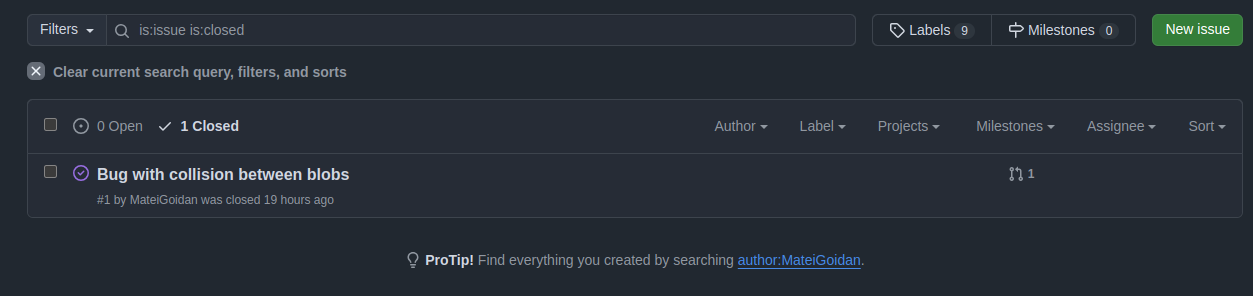 Filters is:issue is:closed Labels 9 Milestones 0 New issue
Clear current search query, filters, and sorts
0 Open 1 Closed Author Label Projects Milestones Assignee Sort
Bug with collision between blobs 1
#1 by MateiGoidan was closed 19 hours ago
ProTip! Find everything you created by searching author:MateiGoidan.